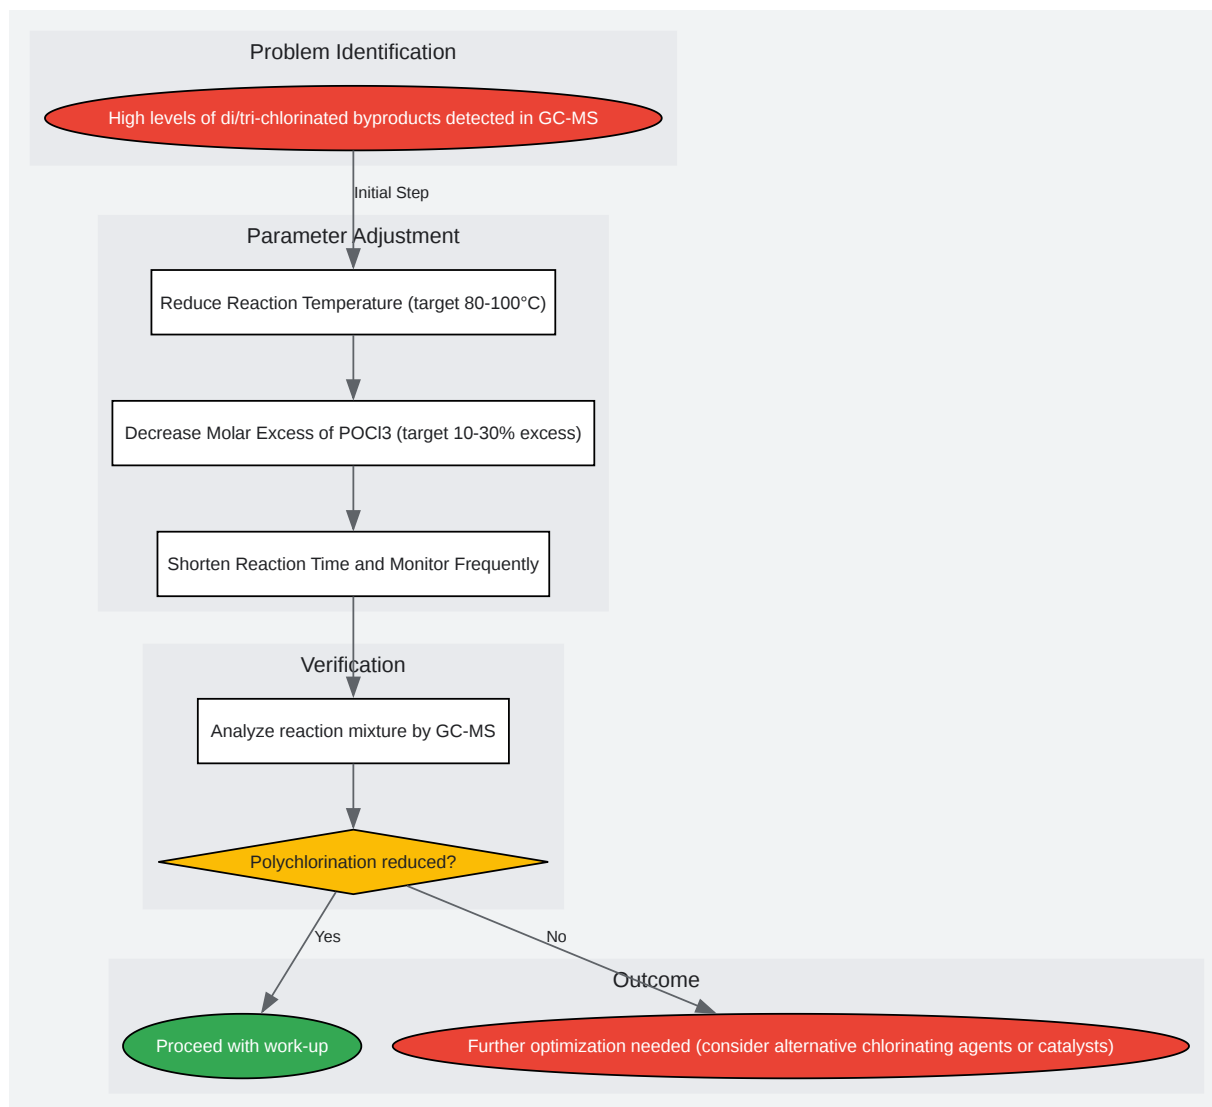 Problem Identification
High levels of di/tri-chlorinated byproducts detected in GC-MS
Initial Step
Parameter Adjustment
Reduce Reaction Temperature (target 80-100°C)
Decrease Molar Excess of POCl3 (target 10-30% excess)
Shorten Reaction Time and Monitor Frequently
Verification
Analyze reaction mixture by GC-MS
Polychlorination reduced?
Yes
No
Outcome
Proceed with work-up
Further optimization needed (consider alternative chlorinating agents or catalysts)